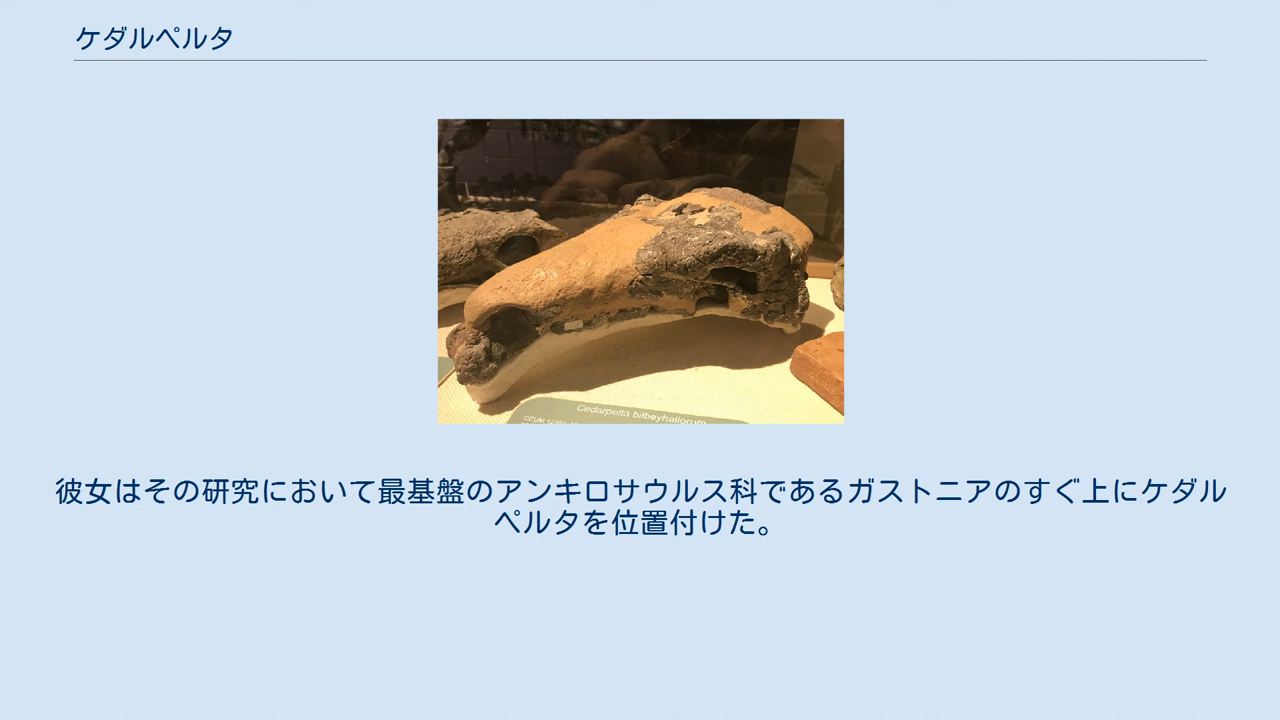 ケダルペルタ
Cedarpelta bilbeyhallorum
彼女はその研究において最基盤のアンキロサウルス科であるガストニアのすぐ上にケダル
ペルタを位置付けた。